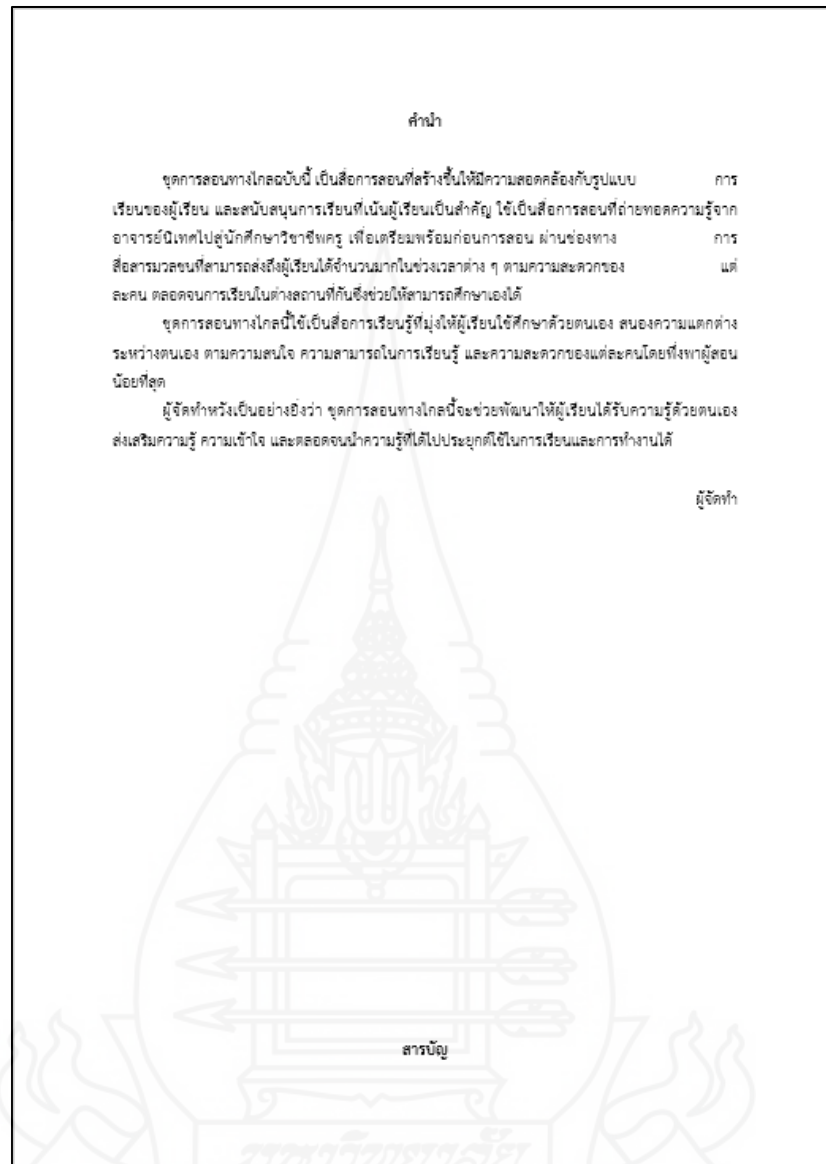 คำนำ
ชุดการสอนทางไกลฉบับนี้ เป็นสื่อการสอนที่สร้างขึ้นให้มีความสอดคล้องกับรูปแบบ การ
เรียนของผู้เรียน และสนับสนุนการเรียนที่เน้นผู้เรียนเป็นสำคัญ ใช้เป็นสื่อการสอนที่ถ่ายทอดความรู้จาก
อาจารย์นิเทศไปสู่นักศึกษาวิชาชีพครู เพื่อเตรียมพร้อมก่อนการสอน ผ่านช่องทาง การ
สื่อสารมวลชนที่สามารถส่งถึงผู้เรียนได้จำนวนมากในช่วงเวลาต่าง ๆ ตามความสะดวกของ แต่
ละคน ตลอดจนการเรียนในต่างสถานที่กันซึ่งช่วยให้สามารถศึกษาเองได้
ชุดการสอนทางไกลนี้ใช้เป็นสื่อการเรียนรู้ที่มุ่งให้ผู้เรียนใช้ศึกษาด้วยตนเอง สนองความแตกต่าง
ระหว่างตนเอง ตามความสนใจ ความสามารถในการเรียนรู้ และความสะดวกของแต่ละคนโดยพึ่งพาผู้สอน
น้อยที่สุด
ผู้จัดทำหวังเป็นอย่างยิ่งว่า ชุดการสอนทางไกลนี้จะช่วยพัฒนาให้ผู้เรียนได้รับความรู้ด้วยตนเอง
ส่งเสริมความรู้ ความเข้าใจ และตลอดจนนำความรู้ที่ได้ไปประยุกต์ใช้ในการเรียนและการทำงานได้
ผู้จัดทำ
สารบัญ